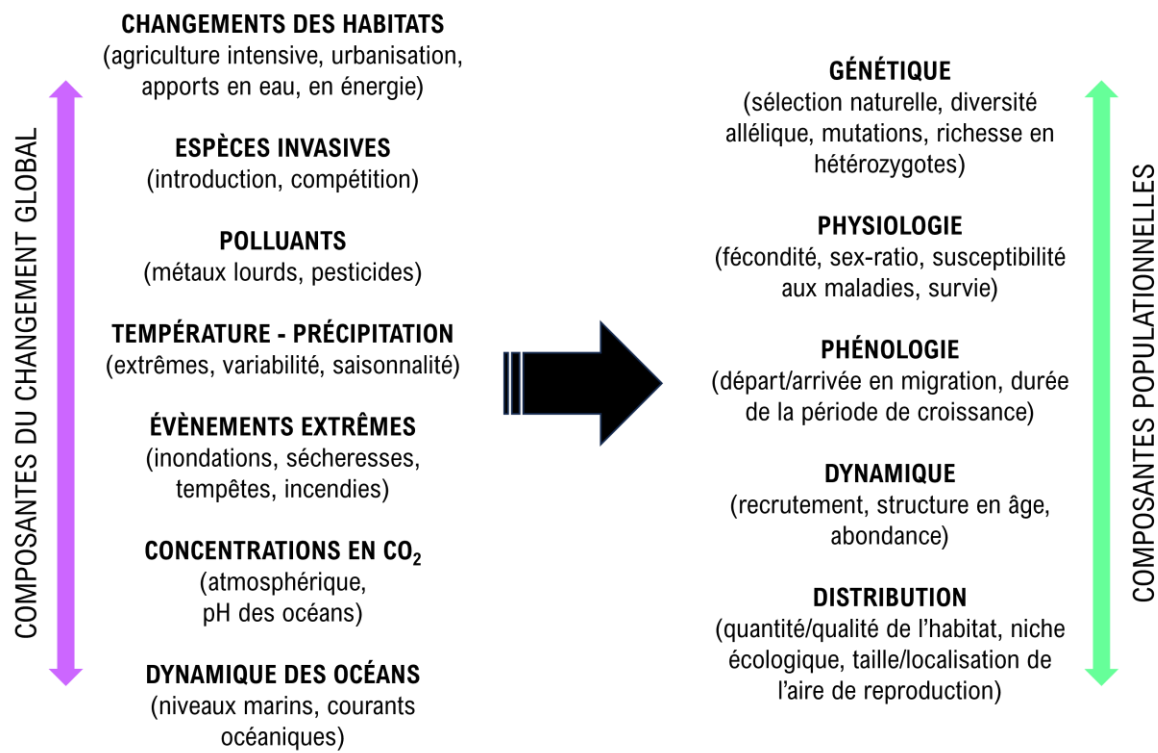 COMPOSANTES DU CHANGEMENT GLOBAL
CHANGEMENTS DES HABITATS
(agriculture intensive, urbanisation,
apports en eau, en énergie)
ESPÈCES INVASIVES
(introduction, compétition)
POLLUANTS
(métaux lourds, pesticides)
TEMPÉRATURE - PRÉCIPITATION
(extrêmes, variabilité, saisonnalité)
ÉVÈNEMENTS EXTRÊMES
(inondations, sécheresses,
tempêtes, incendies)
CONCENTRATIONS EN CO₂
(atmosphérique,
pH des océans)
DYNAMIQUE DES OCÉANS
(niveaux marins, courants
océaniques)
GÉNÉTIQUE
(sélection naturelle, diversité
allélique, mutations, richesse en
hétérozygotes)
PHYSIOLOGIE
(fécondité, sex-ratio, susceptibilité
aux maladies, survie)
PHÉNOLOGIE
(départ/arrivée en migration, durée
de la période de croissance)
DYNAMIQUE
(recrutement, structure en âge,
abondance)
DISTRIBUTION
(quantité/qualité de l'habitat, niche
écologique, taille/localisation de
l'aire de reproduction)
COMPOSANTES POPULATIONNELLES